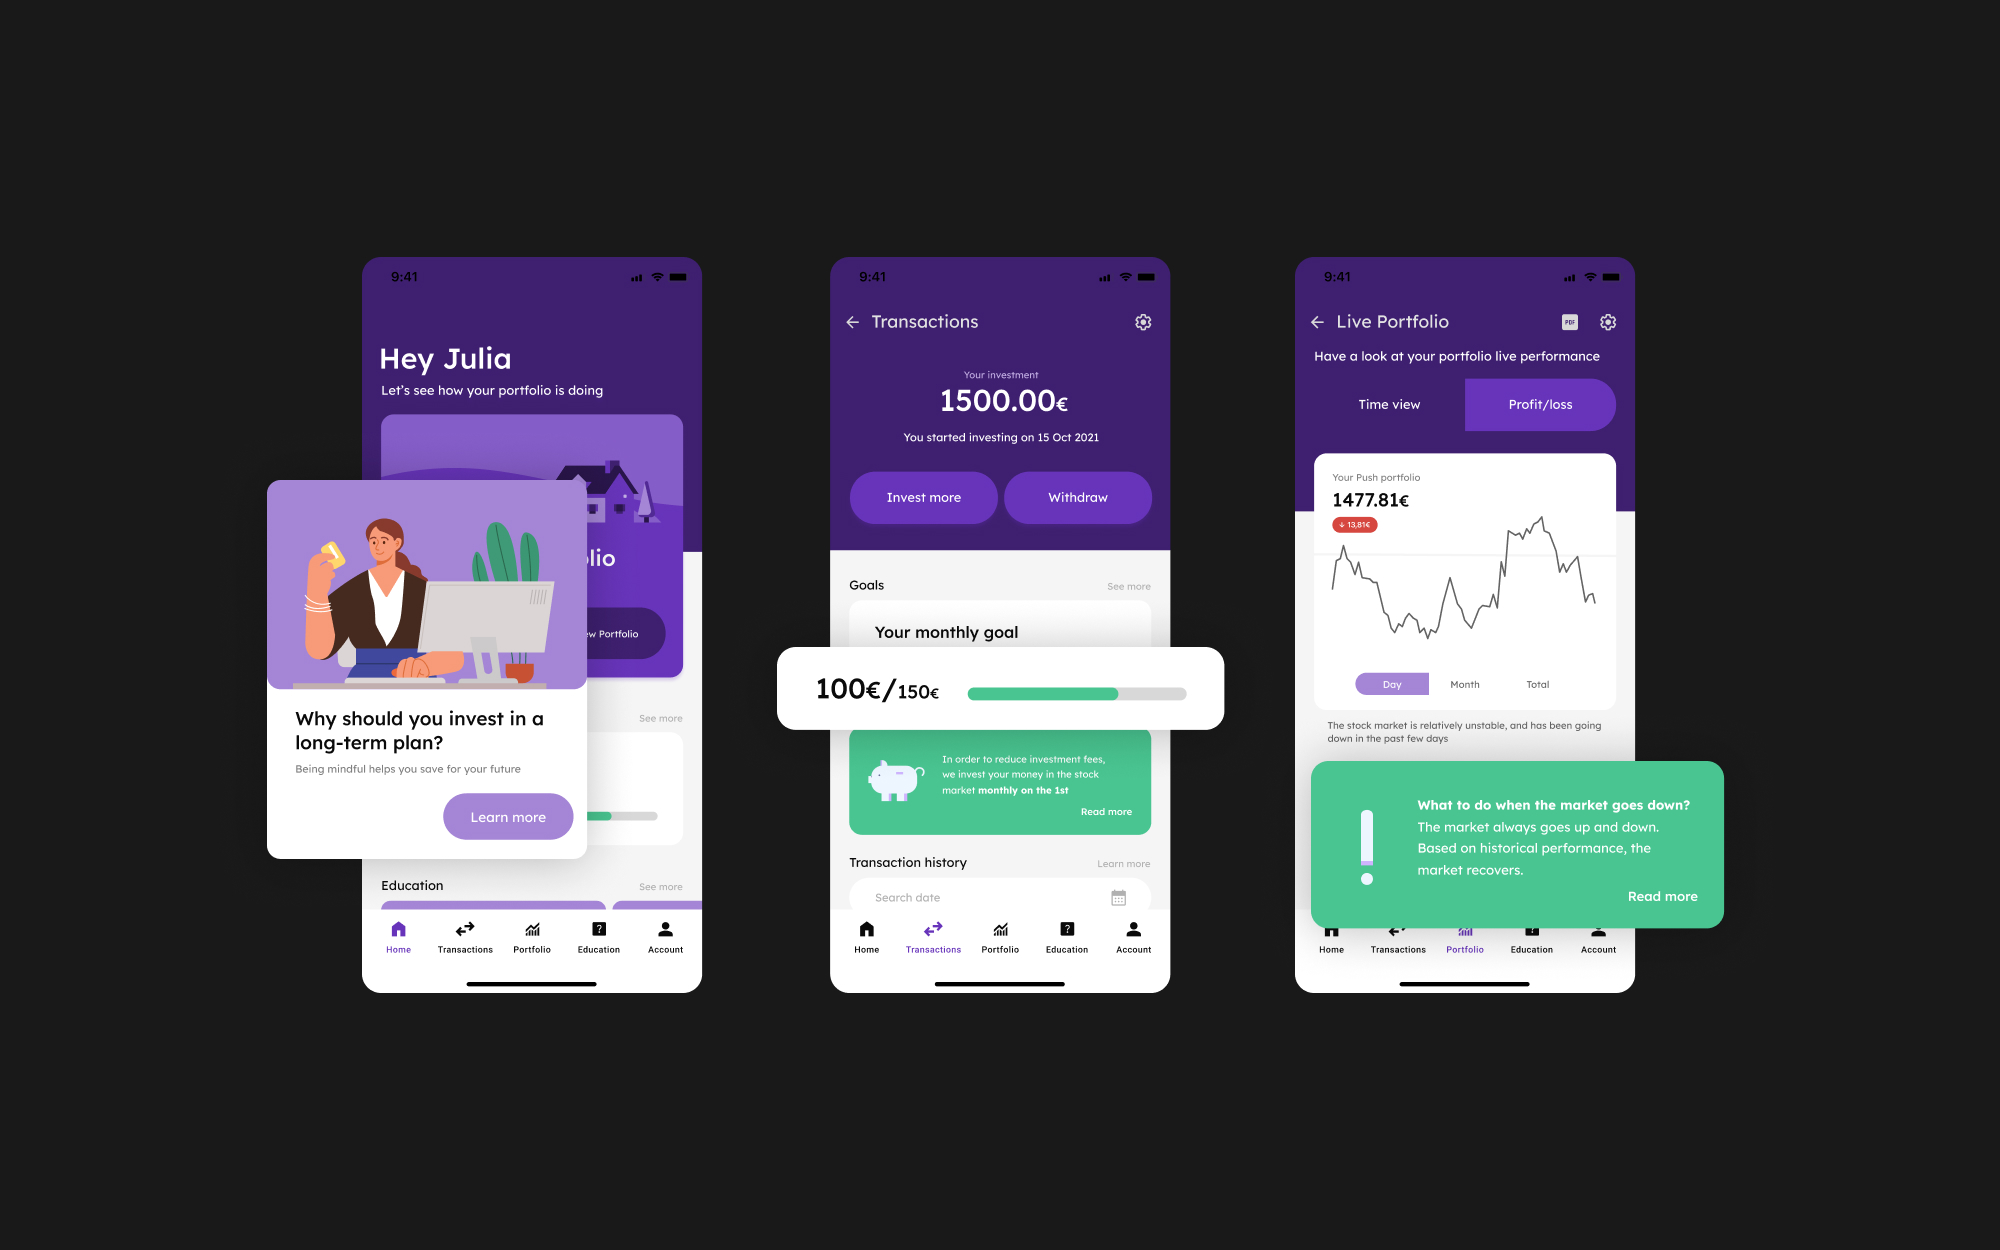 9:41
Hey Julia
Let's see how your portfolio is doing
Portfolio
See more
Why should you invest in a
long-term plan?
Being mindful helps you save for your future
Learn more
Education
See more
Home
Transactions
Portfolio
Education
Account
9:41
Transactions
Your investment
1500.00€
You started investing on 15 Oct 2021
Invest more
Withdraw
Goals
See more
Your monthly goal
100€/150€
In order to reduce investment fees,
we invest your money in the stock
market monthly on the 1st
Read more
Transaction history
Learn more
Search date
Home
Transactions
Portfolio
Education
Account
9:41
Live Portfolio
PDF
Have a look at your portfolio live performance
Time view
Profit/loss
Your Push portfolio
1477.81€
↓ 13,81€
Day
Month
Total
The stock market is relatively unstable, and has been going
down in the past few days
What to do when the market goes down?
The market always goes up and down.
Based on historical performance, the
market recovers.
Read more
Home
Transactions
Portfolio
Education
Account